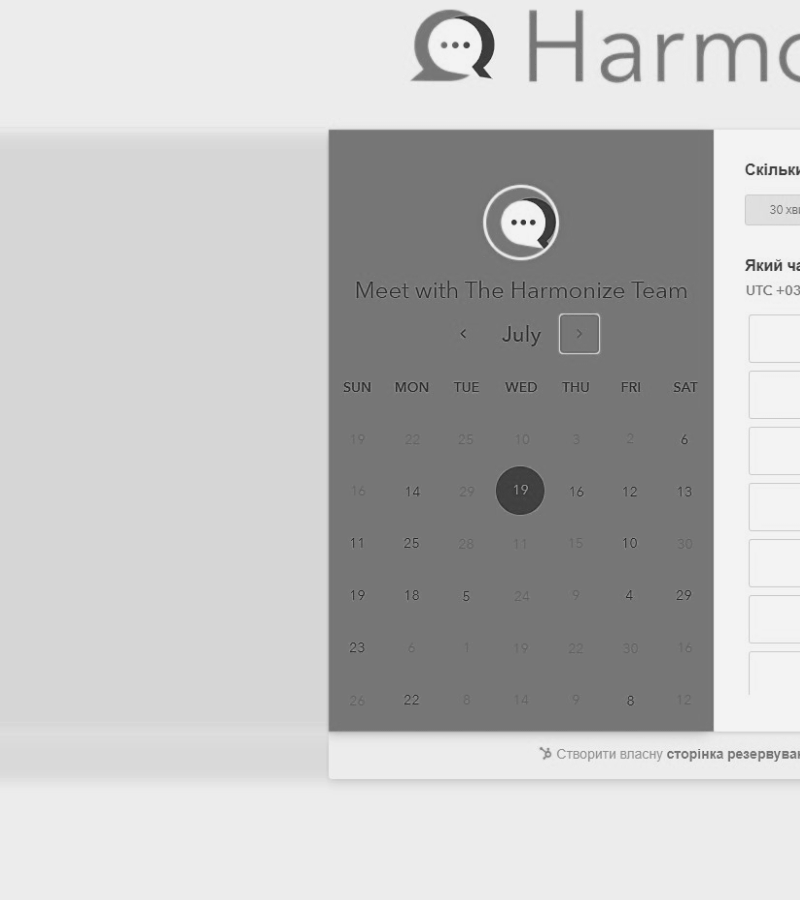 Harmo
Meet with The Harmonize Team
July
SUN MON TUE WED THU FRI SAT
19 22 25 10 3 2 6
16 14 29 19 16 12 13
11 25 28 11 15 10 30
19 18 5 24 9 4 29
23 6 1 19 22 30 16
26 22 8 14 9 8 12
Скільки
30 хви
Який ча
UTC +03
Створити власну сторінка резервуван